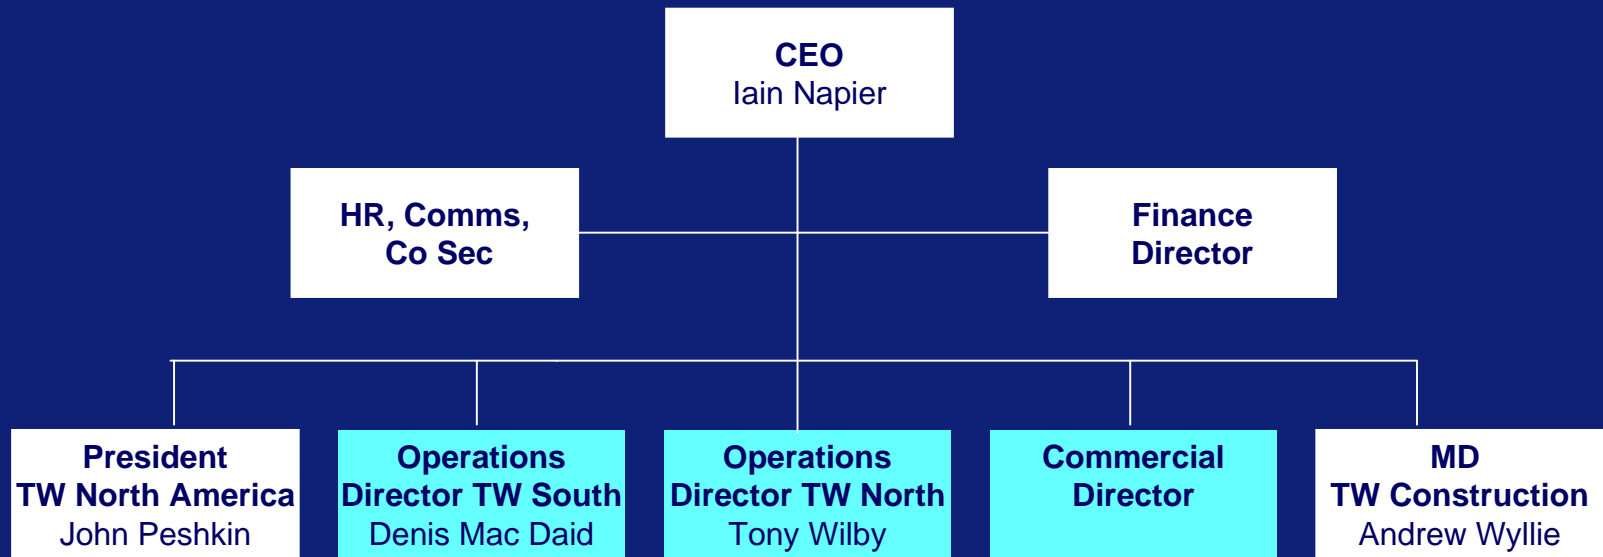 CEO
Iain Napier
HR, Comms,
Co Sec
Finance
Director
President
TW North America
John Peshkin
Operations
Director TW South
Denis Mac Daid
Operations
Director TW North
Tony Wilby
Commercial
Director
MD
TW Construction
Andrew Wyllie